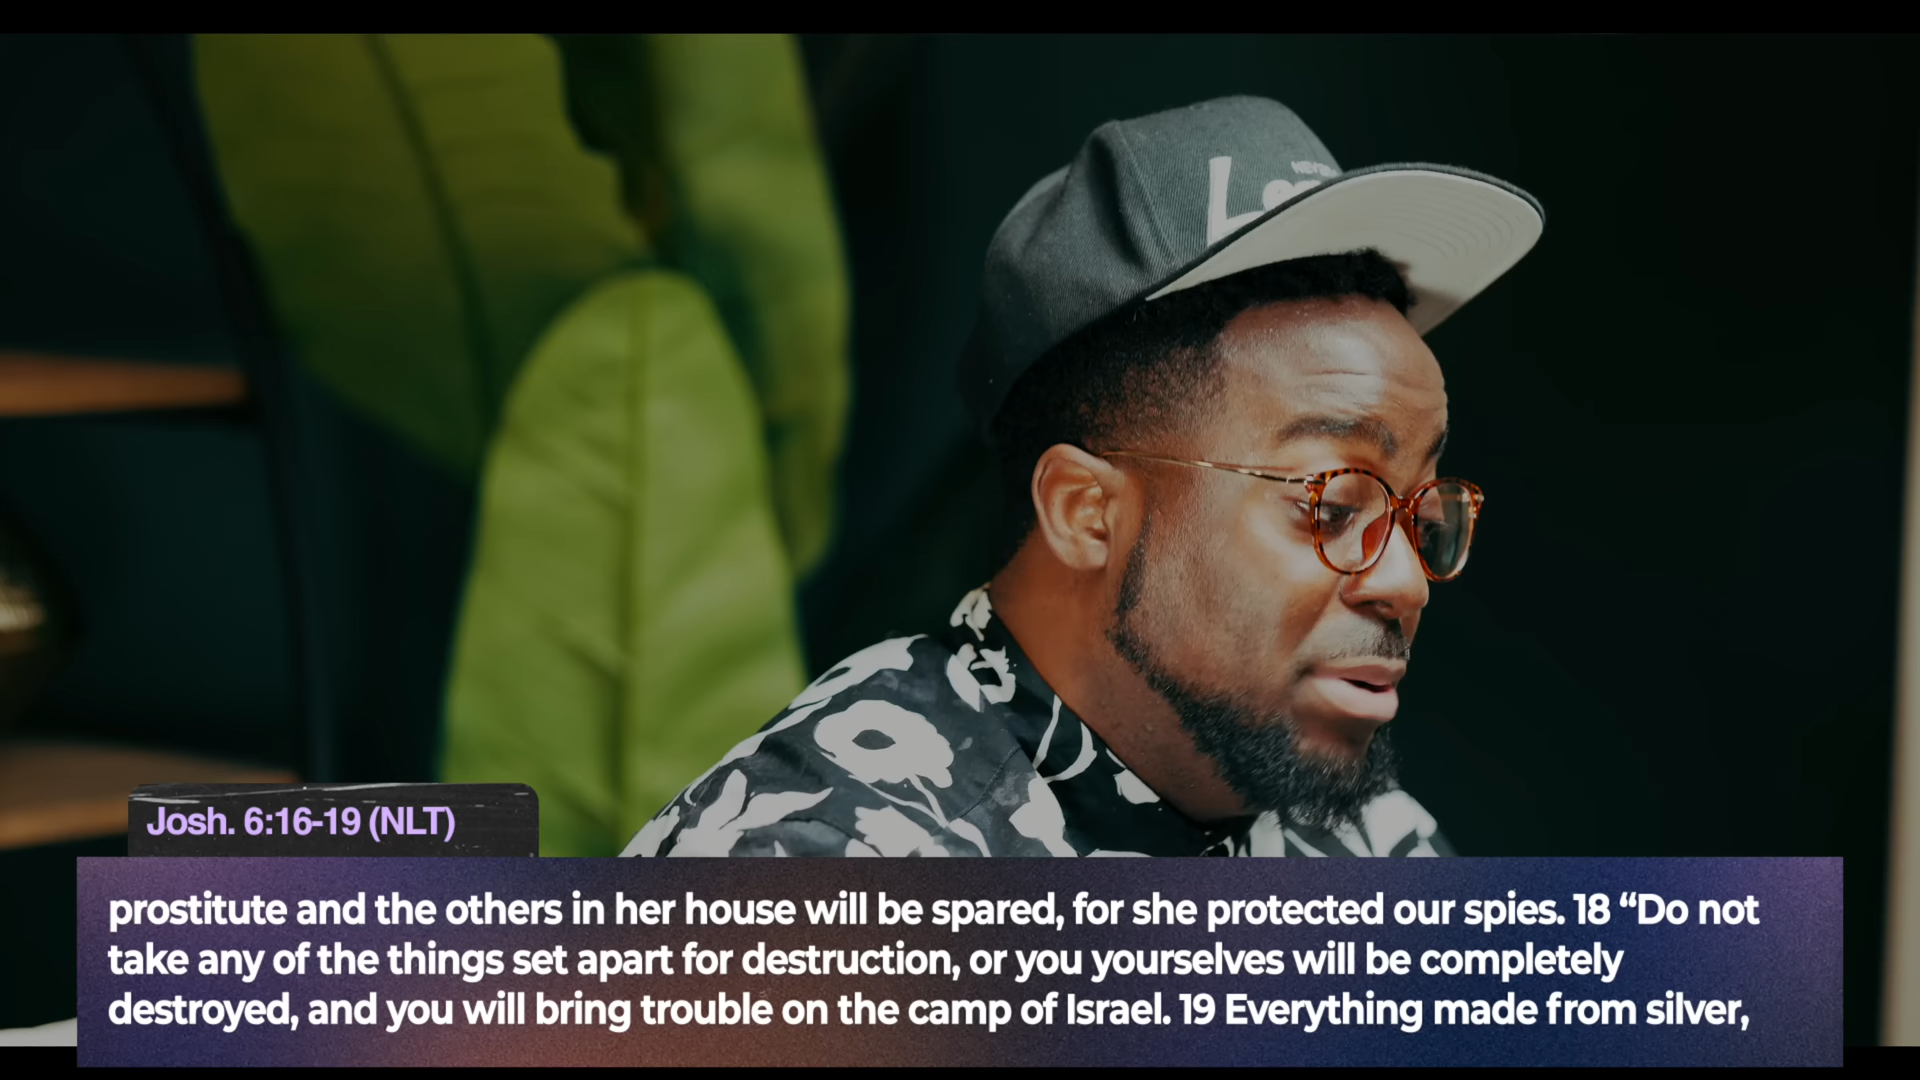 NEVER
Josh. 6:16-19 (NLT)
prostitute and the others in her house will be spared, for she protected our spies. 18 “Do not
take any of the things set apart for destruction, or you yourselves will be completely
destroyed, and you will bring trouble on the camp of Israel. 19 Everything made from silver,